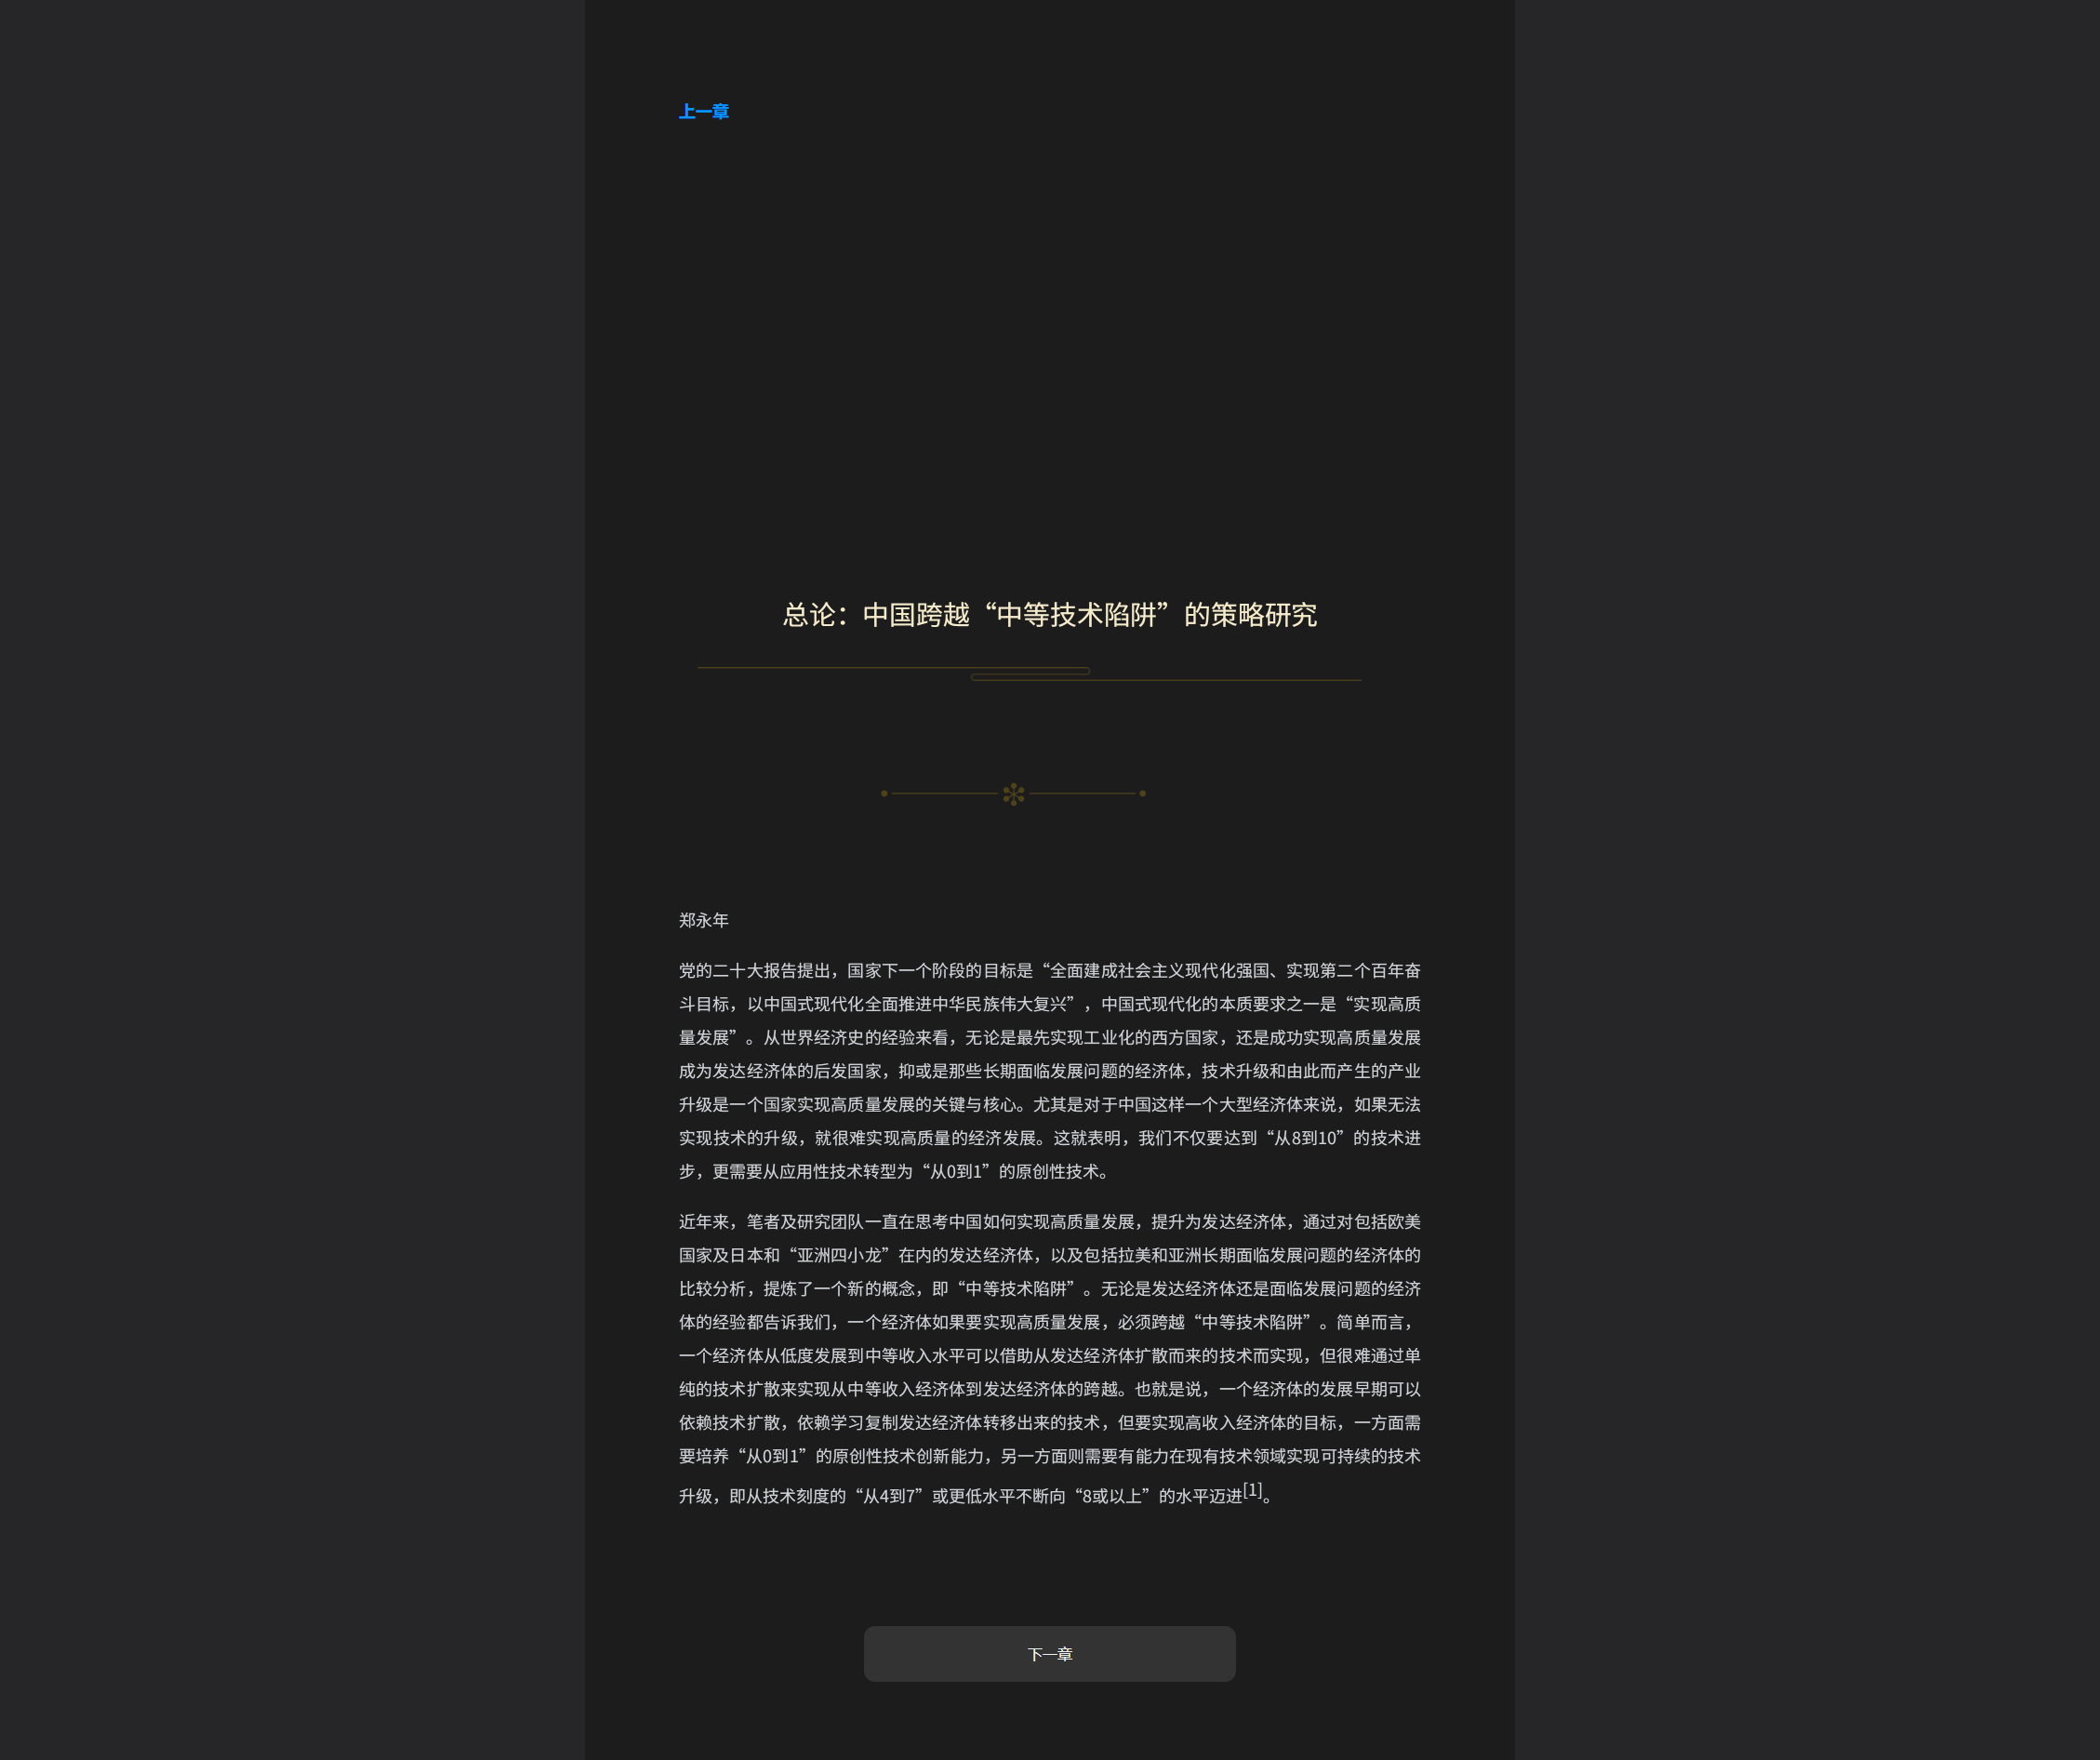 上一章
总论：中国跨越“中等技术陷阱”的策略研究
郑永年
党的二十大报告提出，国家下一个阶段的目标是“全面建成社会主义现代化强国、实现第二个百年奋
斗目标，以中国式现代化全面推进中华民族伟大复兴”，中国式现代化的本质要求之一是“实现高质
量发展”。从世界经济史的经验来看，无论是最先实现工业化的西方国家，还是成功实现高质量发展
成为发达经济体的后发国家，抑或是那些长期面临发展问题的经济体，技术升级和由此而产生的产业
升级是一个国家实现高质量发展的关键与核心。尤其是对于中国这样一个大型经济体来说，如果无法
实现技术的升级，就很难实现高质量的经济发展。这就表明，我们不仅要达到“从8到10”的技术进
步，更需要从应用性技术转型为“从0到1”的原创性技术。
近年来，笔者及研究团队一直在思考中国如何实现高质量发展，提升为发达经济体，通过对包括欧美
国家及日本和“亚洲四小龙”在内的发达经济体，以及包括拉美和亚洲长期面临发展问题的经济体的
比较分析，提炼了一个新的概念，即“中等技术陷阱”。无论是发达经济体还是面临发展问题的经济
体的经验都告诉我们，一个经济体如果要实现高质量发展，必须跨越“中等技术陷阱”。简单而言，
一个经济体从低度发展到中等收入水平可以借助从发达经济体扩散而来的技术而实现，但很难通过单
纯的技术扩散来实现从中等收入经济体到发达经济体的跨越。也就是说，一个经济体的发展早期可以
依赖技术扩散，依赖学习复制发达经济体转移出来的技术，但要实现高收入经济体的目标，一方面需
要培养“从0到1”的原创性技术创新能力，另一方面则需要有能力在现有技术领域实现可持续的技术
升级，即从技术刻度的“从4到7”或更低水平不断向“8或以上”的水平迈进[1]。
下一章